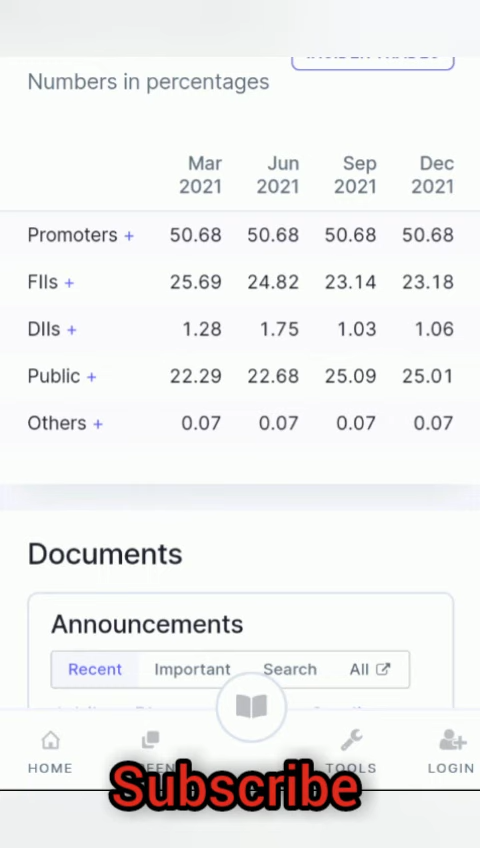 Numbers in percentages
Mar 2021 Jun 2021 Sep 2021 Dec 2021
Promoters + 50.68 50.68 50.68 50.68
FIIs + 25.69 24.82 23.14 23.18
DIIs + 1.28 1.75 1.03 1.06
Public + 22.29 22.68 25.09 25.01
Others + 0.07 0.07 0.07 0.07
Documents
Announcements
Recent Important Search All
HOME TOOLS LOGIN
Subscribe